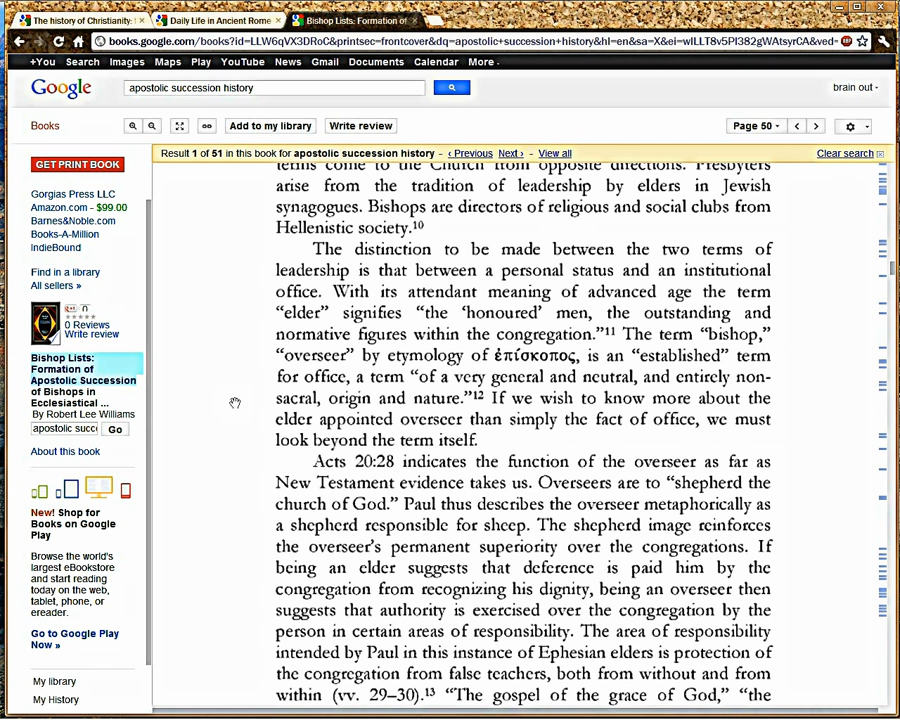 The history of Christianity:
Daily Life in Ancient Rome
Bishop Lists: Formation of
books.google.com/books?id=LLW6qVX3DRoC&printsec=frontcover&dq=apostolic+succession+history&hl=en&sa=X&ei=
+You Search Images Maps Play YouTube News Gmail Documents Calendar More
Google
apostolic succession history
brain out
Books
Add to my library
Write review
Page 50
Result 1 of 51 in this book for apostolic succession history - ‹ Previous Next › - View all
Clear search
GET PRINT BOOK
Gorgias Press LLC
Amazon.com - $99.00
Barnes&Noble.com
Books-A-Million
IndieBound
Find in a library
All sellers »
0
0 Reviews
Write review
Bishop Lists:
Formation of
Apostolic Succession
of Bishops in
Ecclesiastical ...
By Robert Lee Williams
apostolic succ
Go
About this book
New! Shop for
Books on Google
Play
Browse the world's
largest eBookstore
and start reading
today on the web,
tablet, phone, or
ereader.
Go to Google Play
Now »
My library
My History
terms come to the Church from opposite directions. Presbyters
arise from the tradition of leadership by elders in Jewish
synagogues. Bishops are directors of religious and social clubs from
Hellenistic society.¹⁰
The distinction to be made between the two terms of
leadership is that between a personal status and an institutional
office. With its attendant meaning of advanced age the term
“elder” signifies “the ‘honoured’ men, the outstanding and
normative figures within the congregation.”¹¹ The term “bishop,”
“overseer” by etymology of ἐπίσκοπος, is an “established” term
for office, a term “of a very general and neutral, and entirely non-
sacral, origin and nature.”¹² If we wish to know more about the
elder appointed overseer than simply the fact of office, we must
look beyond the term itself.
Acts 20:28 indicates the function of the overseer as far as
New Testament evidence takes us. Overseers are to “shepherd the
church of God.” Paul thus describes the overseer metaphorically as
a shepherd responsible for sheep. The shepherd image reinforces
the overseer’s permanent superiority over the congregations. If
being an elder suggests that deference is paid him by the
congregation from recognizing his dignity, being an overseer then
suggests that authority is exercised over the congregation by the
person in certain areas of responsibility. The area of responsibility
intended by Paul in this instance of Ephesian elders is protection of
the congregation from false teachers, both from without and from
within (vv. 29–30).¹³ “The gospel of the grace of God,” “the